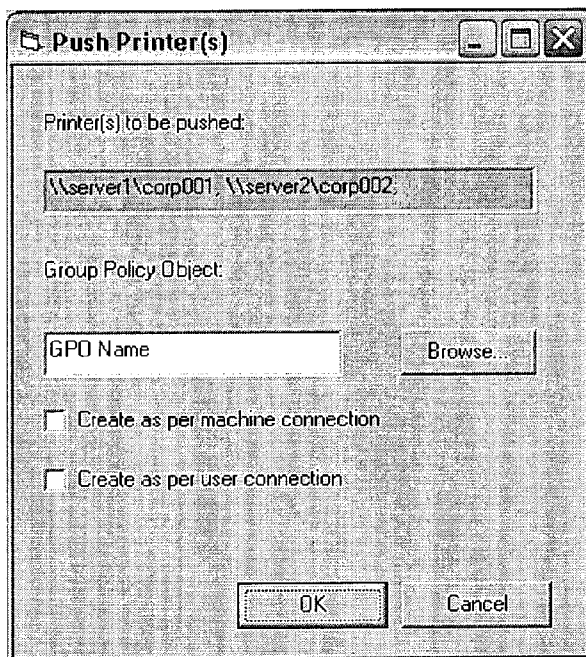 Push Printer(s)
Printer(s) to be pushed:
\\server1\corp001, \\server2\corp002;
Group Policy Object:
GPO Name
Browse...
Create as per machine connection
Create as per user connection
OK
Cancel